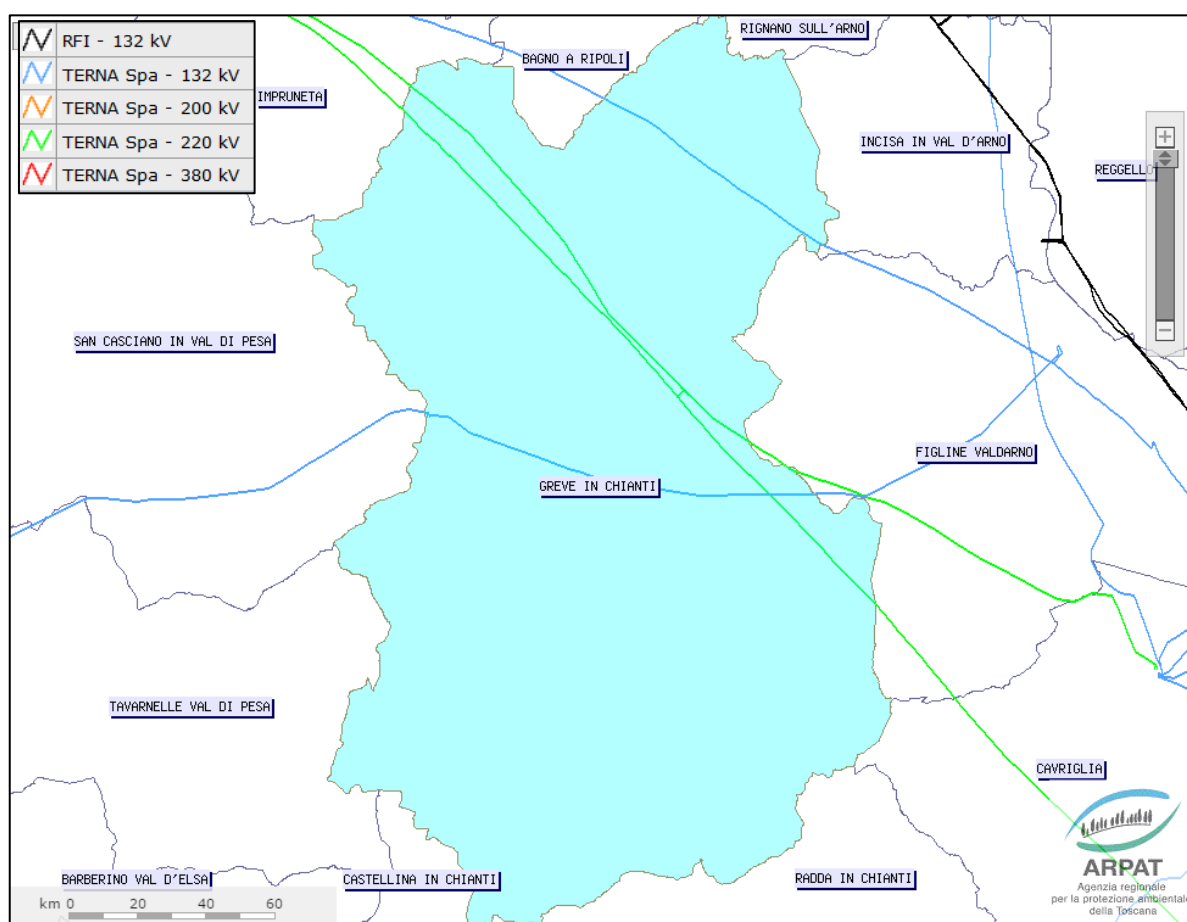 RFI - 132 kV
TERNA Spa - 132 kV
TERNA Spa - 200 kV
TERNA Spa - 220 kV
TERNA Spa - 380 kV
RIGNANO SULL'ARNO
BAGNO A RIPOLI
IMPRUNETA
INCISA IN VAL D'ARNO
REGGELLO
SAN CASCIANO IN VAL DI PESA
FIGLINE VALDARNO
GREVE IN CHIANTI
TAVARNELLE VAL DI PESA
CAVRIGLIA
BARBERINO VAL D'ELSA
CASTELLINA IN CHIANTI
RADDA IN CHIANTI
km 0 20 40 60
ARPAT
Agenzia regionale
per la protezione ambientale
della Toscana